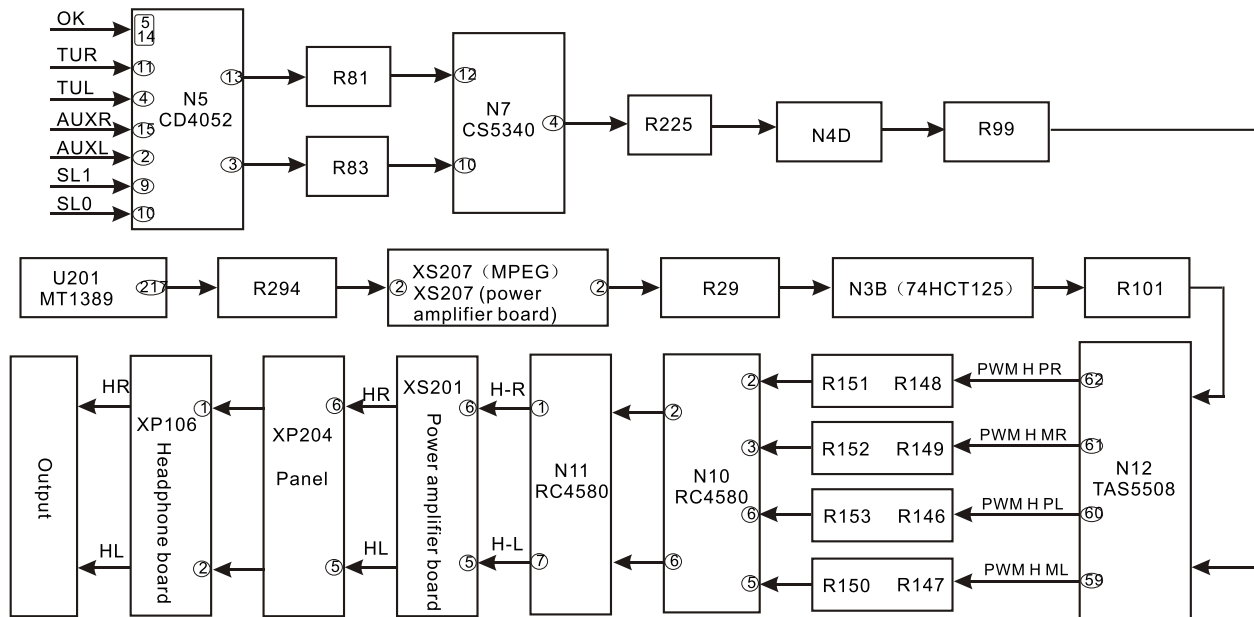 OK
5
14
TUR
11
TUL
4
AUXR
15
AUXL
2
SL1
9
SL0
10
N5
CD4052
13
3
R81
R83
12
10
N7
CS5340
4
R225
N4D
R99
U201
MT1389
217
R294
2
XS207（MPEG）
XS207 (power
amplifier board)
2
R29
N3B（74HCT125）
R101
Output
HR
HL
XP106
Headphone board
1
2
XP204
Panel
6
5
HR
HL
XS201
Power amplifier board
6
5
H-R
H-L
1
7
N11
RC4580
2
6
N10
RC4580
2
3
6
5
R151 R148
R152 R149
R153 R146
R150 R147
PWM H PR
PWM H MR
PWM H PL
PWM H ML
62
61
60
59
N12
TAS5508